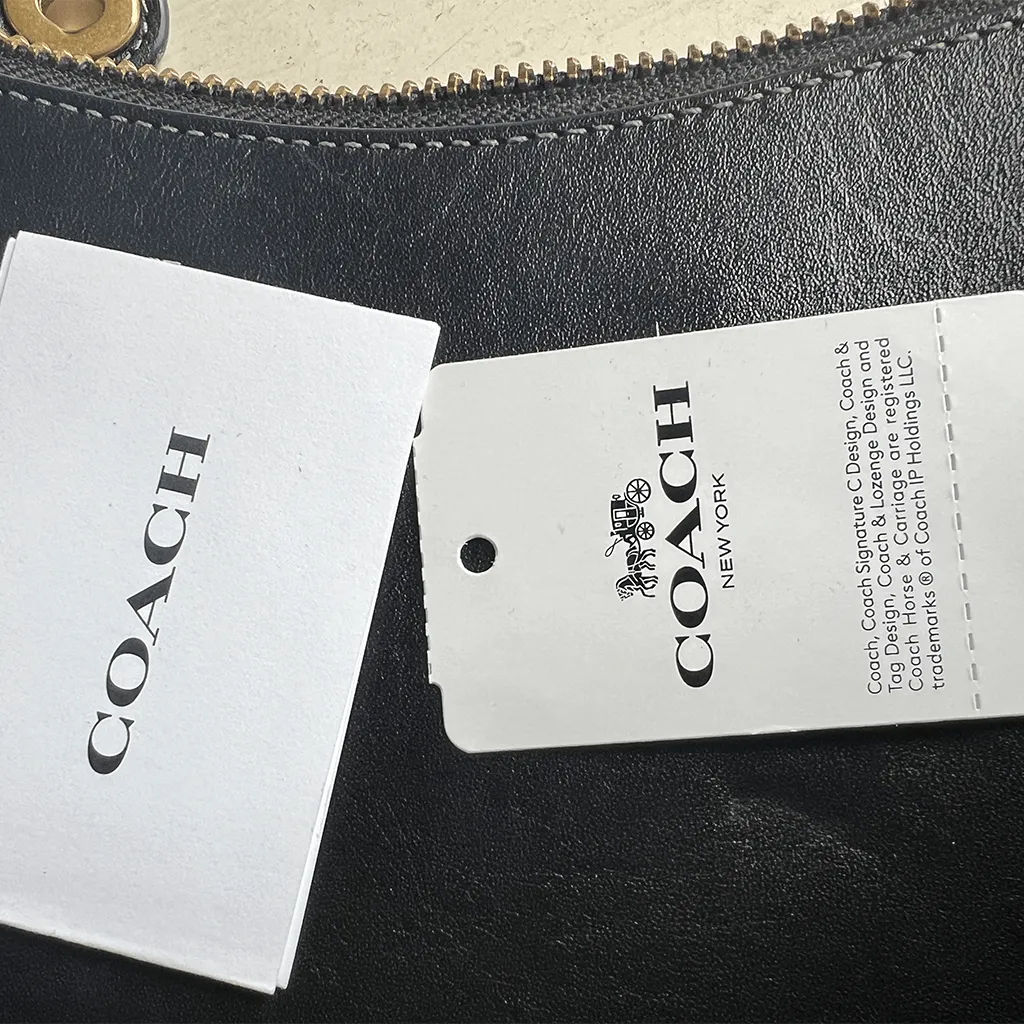 COACH
COACH
NEW YORK
Coach, Coach Signature C Design, Coach &
Tag Design, Coach & Lozenge Design and
Coach Horse & Carriage are registered
trademarks ® of Coach IP Holdings LLC.